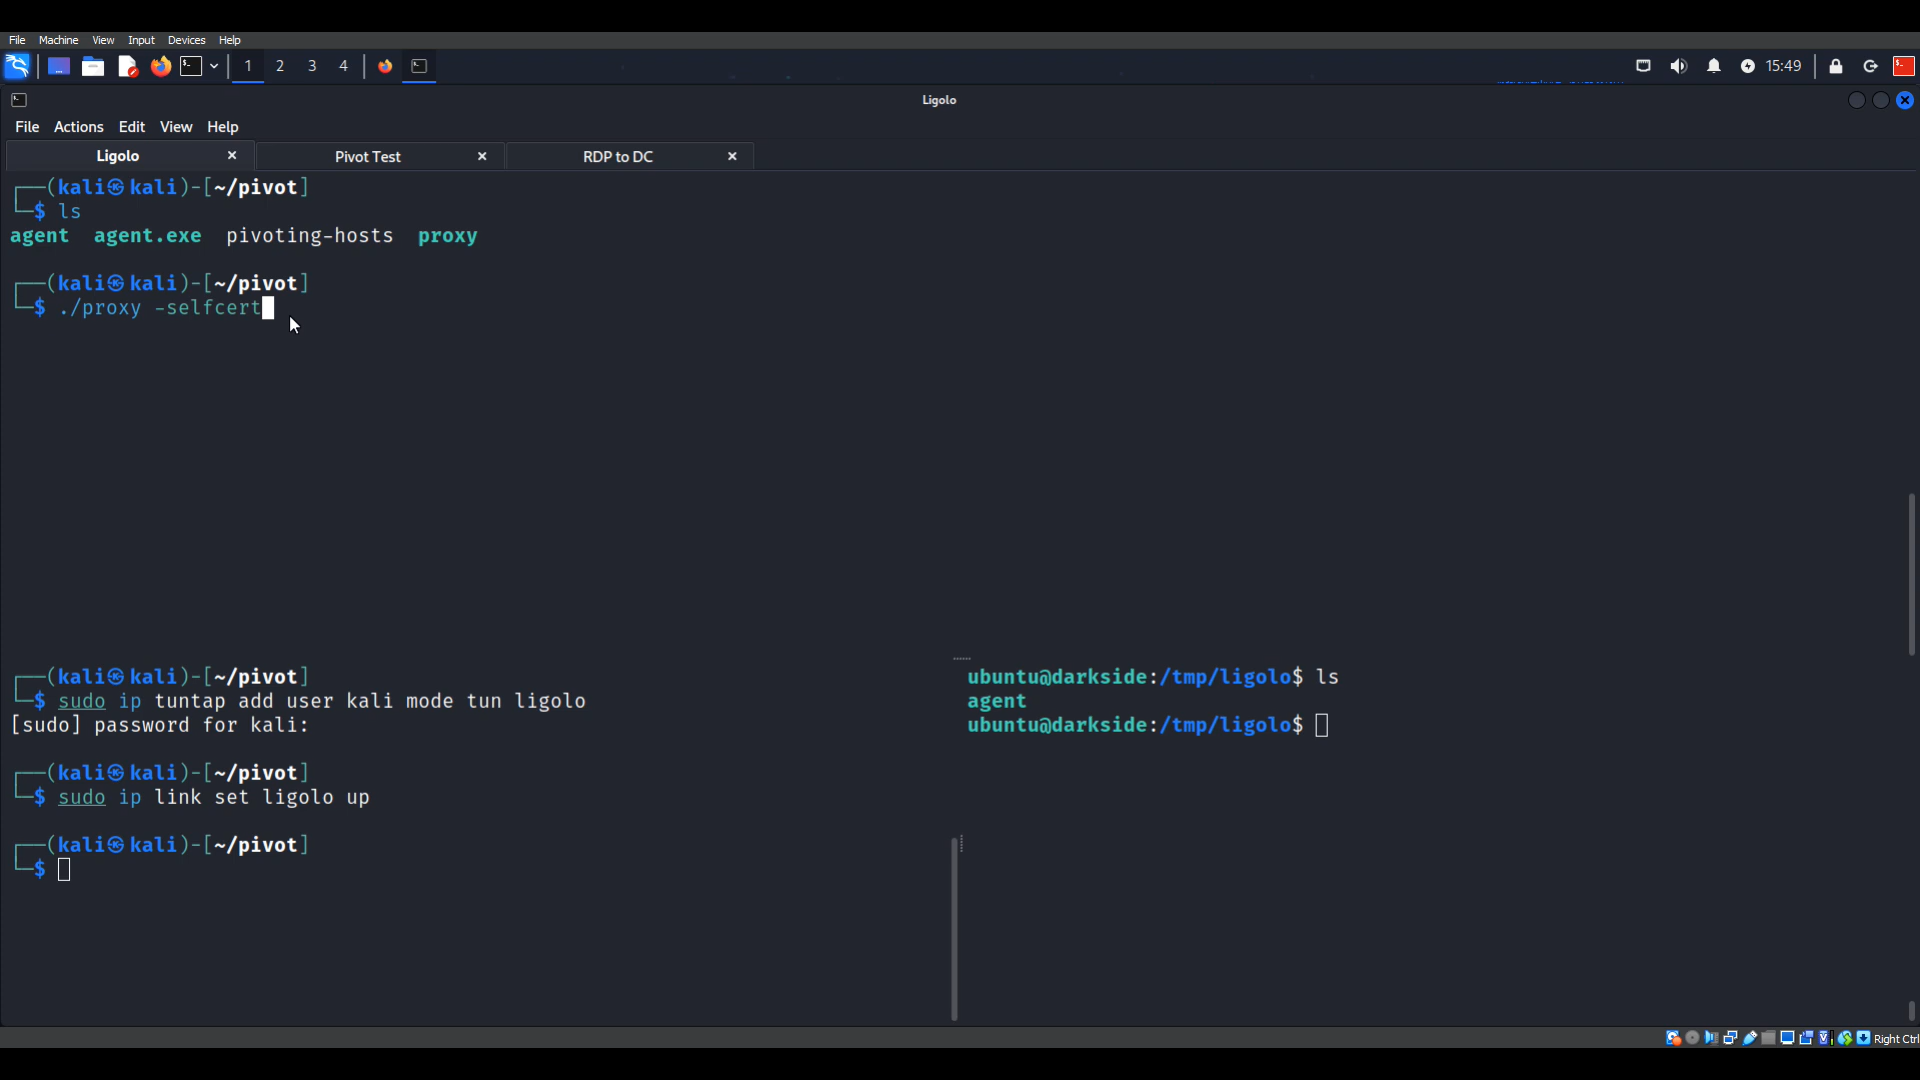 File Machine View Input Devices Help
1 2 3 4 15:49
Ligolo
File Actions Edit View Help
Ligolo Pivot Test RDP to DC
┌──(kali㉿kali)-[~/pivot]
└─$ ls
agent agent.exe pivoting-hosts proxy
┌──(kali㉿kali)-[~/pivot]
└─$ ./proxy -selfcert
┌──(kali㉿kali)-[~/pivot]
└─$ sudo ip tuntap add user kali mode tun ligolo
[sudo] password for kali:
┌──(kali㉿kali)-[~/pivot]
└─$ sudo ip link set ligolo up
┌──(kali㉿kali)-[~/pivot]
└─$
ubuntu@darkside:/tmp/ligolo$ ls
agent
ubuntu@darkside:/tmp/ligolo$
Right Ctrl